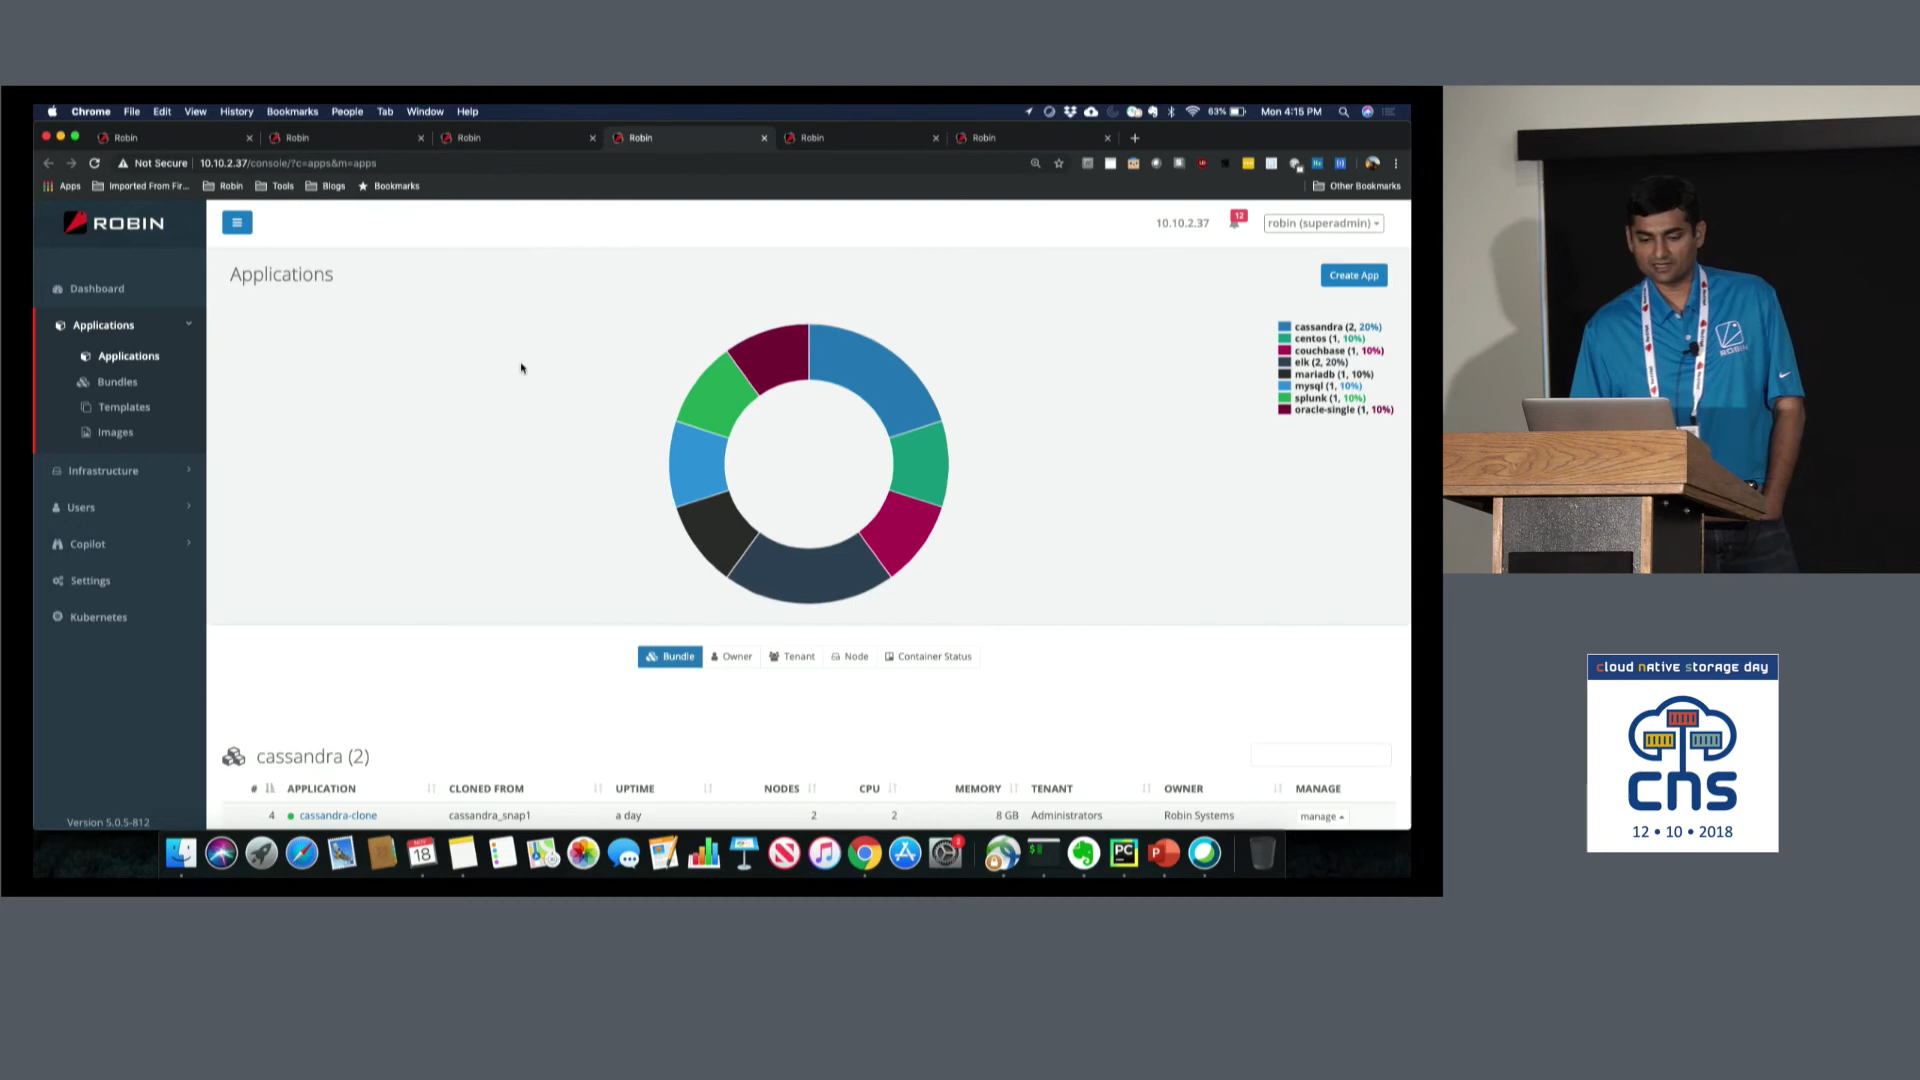 Chrome File Edit View History Bookmarks People Tab Window Help 63% Mon 4:15 PM
Robin Robin Robin Robin Robin Robin
Not Secure 10.10.2.37/console/?c=apps&m=apps
Apps Imported From Fir... Robin Tools Blogs Bookmarks Other Bookmarks
ROBIN
10.10.2.37 12 robin (superadmin)
Applications
Create App
Dashboard
Applications
Applications
Bundles
Templates
Images
Infrastructure
Users
Copilot
Settings
Kubernetes
Version 5.0.5-812
cassandra (2, 20%)
centos (1, 10%)
couchbase (1, 10%)
elk (2, 20%)
mariadb (1, 10%)
mysql (1, 10%)
splunk (1, 10%)
oracle-single (1, 10%)
Bundle Owner Tenant Node Container Status
cassandra (2)
# APPLICATION CLONED FROM UPTIME NODES CPU MEMORY TENANT OWNER MANAGE
4 cassandra-clone cassandra_snap1 a day 2 2 8 GB Administrators Robin Systems manage
NOV
18
PC
P
ROBIN
cloud native storage day
cns
12 • 10 • 2018